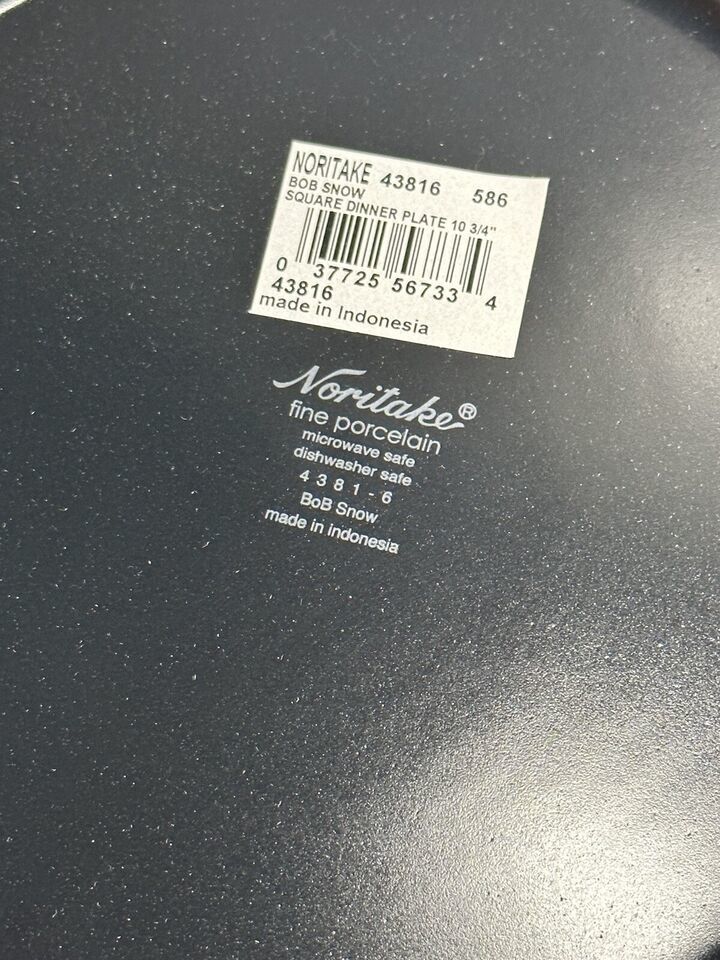 NORITAKE 43816 586
BOB SNOW
SQUARE DINNER PLATE 10 3/4"
0 37725 56733 4
43816
made in Indonesia
Noritake®
fine porcelain
microwave safe
dishwasher safe
4 3 8 1 - 6
BoB Snow
made in indonesia